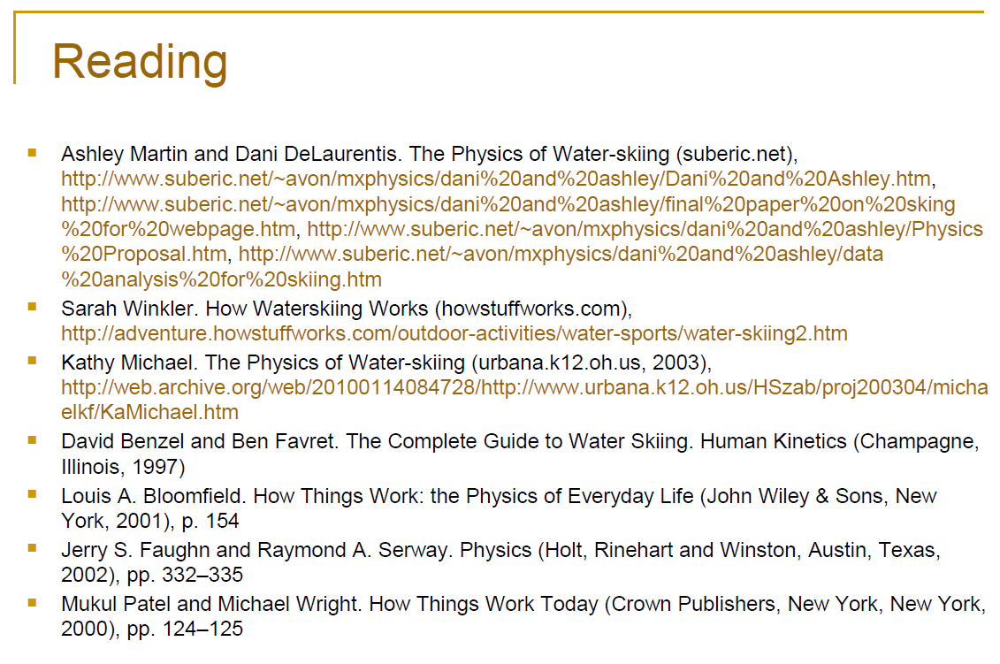 Reading
Ashley Martin and Dani DeLaurentis. The Physics of Water-skiing (suberic.net),
http://www.suberic.net/~avon/mxphysics/dani%20and%20ashley/Dani%20and%20Ashley.htm,
http://www.suberic.net/~avon/mxphysics/dani%20and%20ashley/final%20paper%20on%20sking
%20for%20webpage.htm, http://www.suberic.net/~avon/mxphysics/dani%20and%20ashley/Physics
%20Proposal.htm, http://www.suberic.net/~avon/mxphysics/dani%20and%20ashley/data
%20analysis%20for%20skiing.htm
Sarah Winkler. How Waterskiing Works (howstuffworks.com),
http://adventure.howstuffworks.com/outdoor-activities/water-sports/water-skiing2.htm
Kathy Michael. The Physics of Water-skiing (urbana.k12.oh.us, 2003),
http://web.archive.org/web/20100114084728/http://www.urbana.k12.oh.us/HSzab/proj200304/micha
elkf/KaMichael.htm
David Benzel and Ben Favret. The Complete Guide to Water Skiing. Human Kinetics (Champagne,
Illinois, 1997)
Louis A. Bloomfield. How Things Work: the Physics of Everyday Life (John Wiley & Sons, New
York, 2001), p. 154
Jerry S. Faughn and Raymond A. Serway. Physics (Holt, Rinehart and Winston, Austin, Texas,
2002), pp. 332–335
Mukul Patel and Michael Wright. How Things Work Today (Crown Publishers, New York, New York,
2000), pp. 124–125